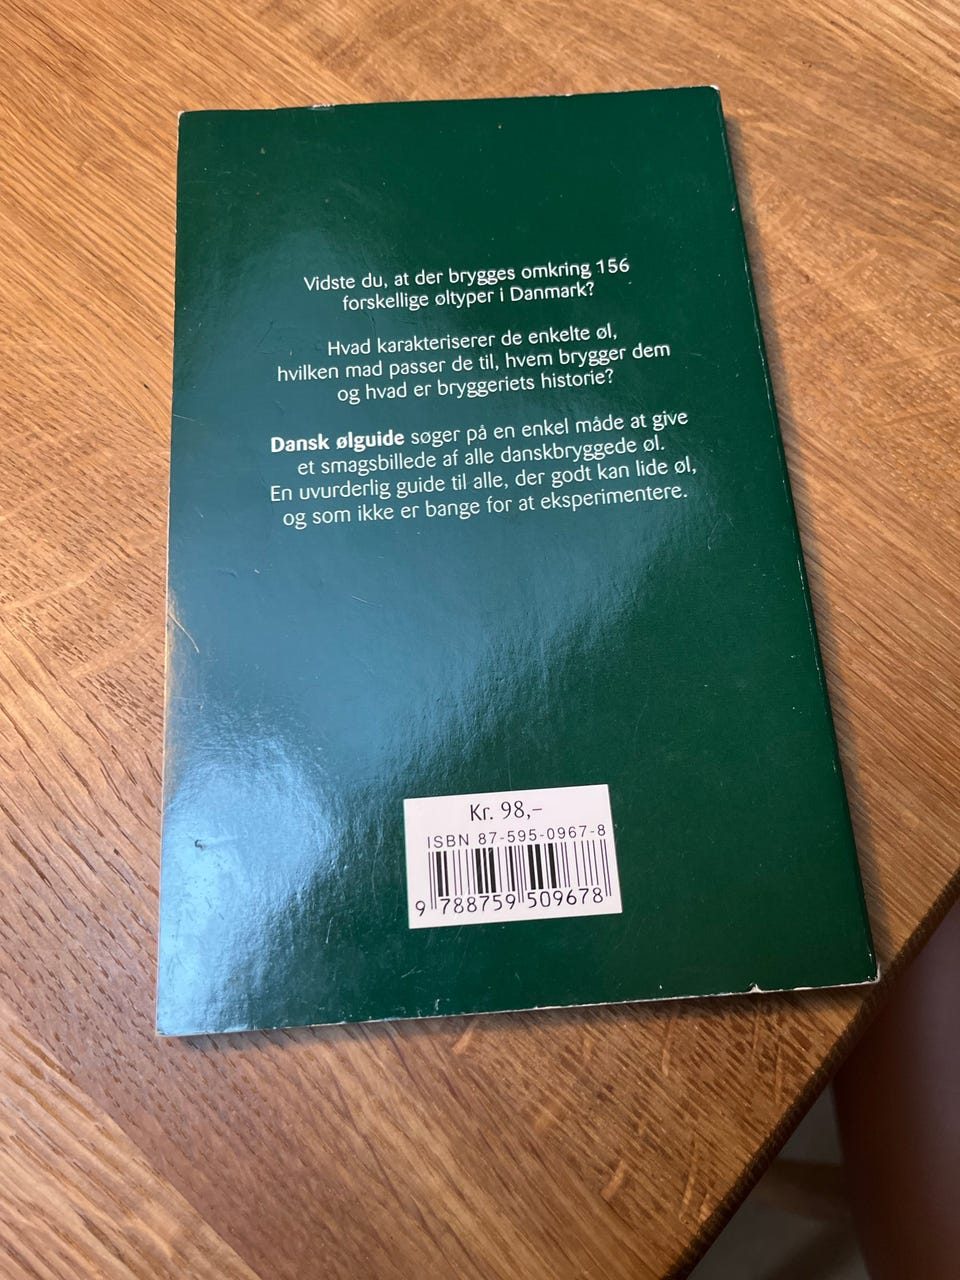 Vidste du, at der brygges omkring 156
forskellige øltyper i Danmark?
Hvad karakteriserer de enkelte øl,
hvilken mad passer de til, hvem brygger dem
og hvad er bryggeriets historie?
Dansk ølguide søger på en enkel måde at give
et smagsbillede af alle danskbryggede øl.
En uvurderlig guide til alle, der godt kan lide øl,
og som ikke er bange for at eksperimentere.
Kr. 98,–
ISBN 87-595-0967-8
9 788759 509678